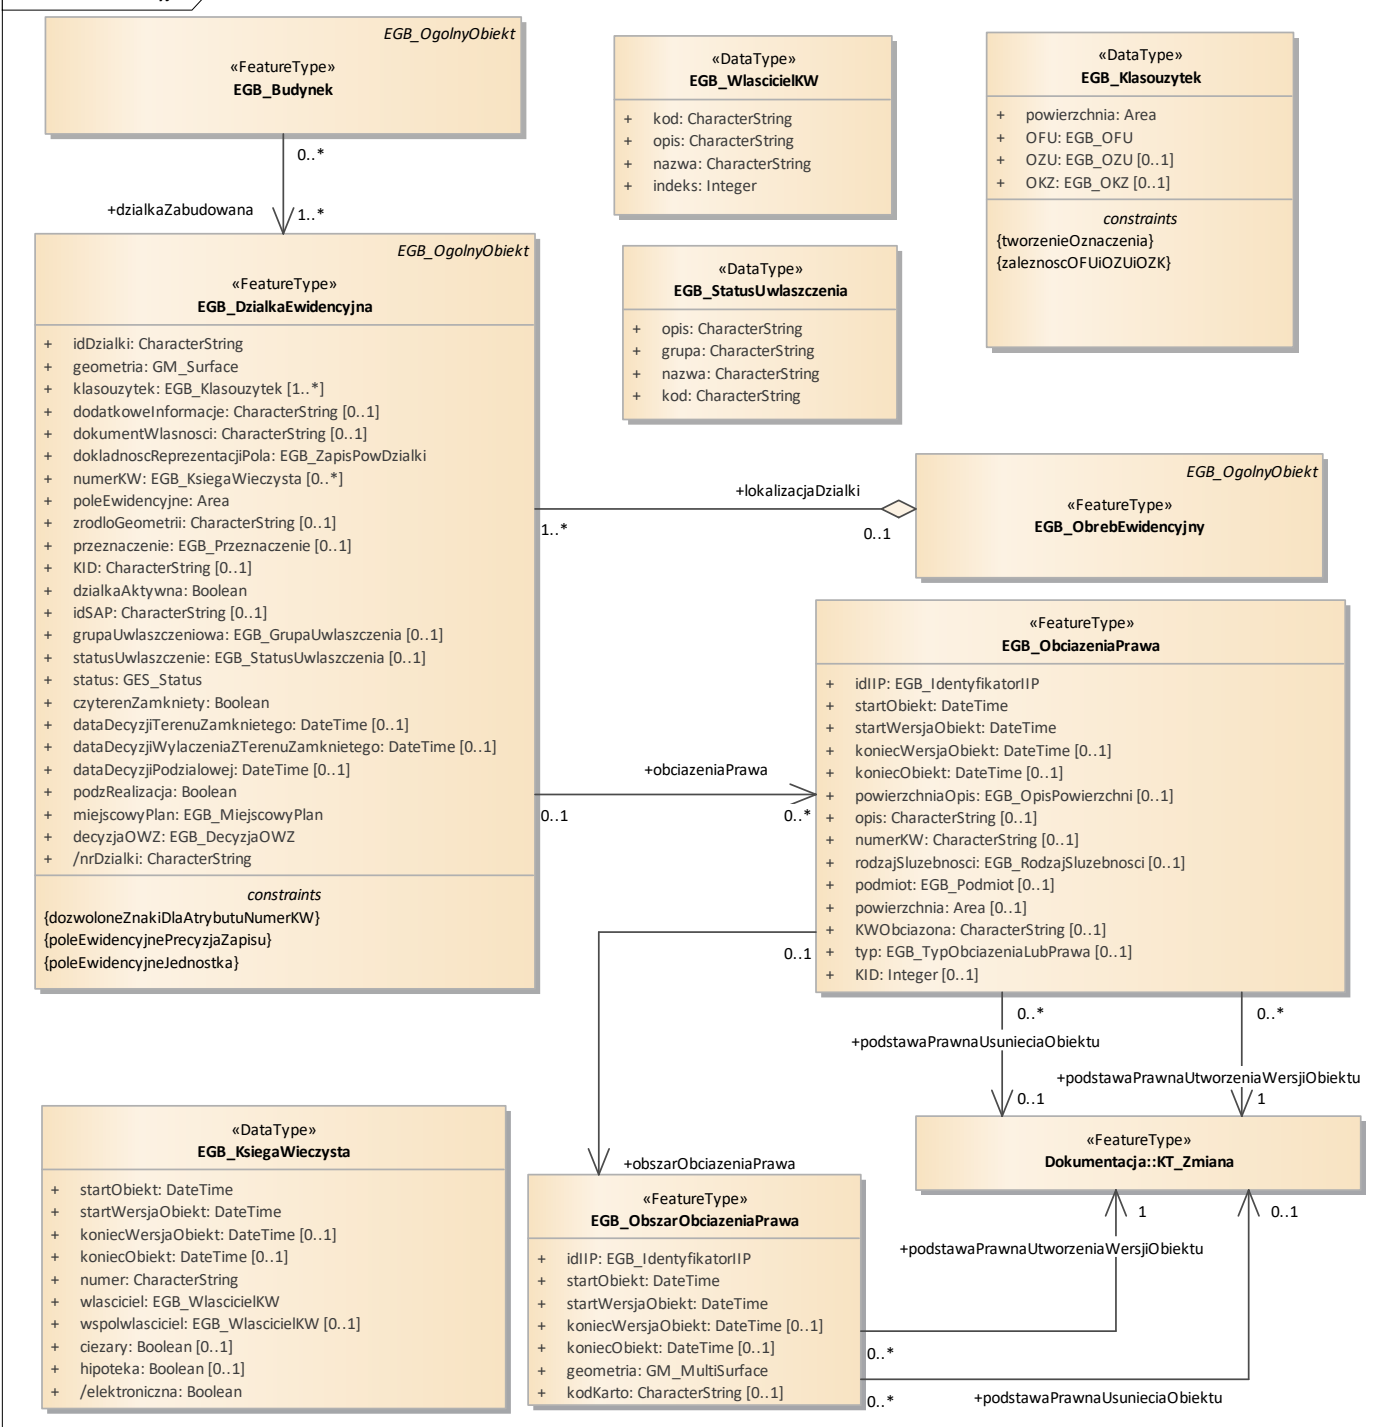 EGB_OgolnyObiekt
«FeatureType»
EGB_Budynek
0..*
+dzialkaZabudowana
1..*
«DataType»
EGB_WlascicielKW
+ kod: CharacterString
+ opis: CharacterString
+ nazwa: CharacterString
+ indeks: Integer
«DataType»
EGB_Klasouzytek
+ powierzchnia: Area
+ OFU: EGB_OFU
+ OZU: EGB_OZU [0..1]
+ OKZ: EGB_OKZ [0..1]
constraints
{tworzenieOznaczenia}
{zaleznoscOFUiOZUiOZK}
«DataType»
EGB_StatusUwlaszczenia
+ opis: CharacterString
+ grupa: CharacterString
+ nazwa: CharacterString
+ kod: CharacterString
EGB_OgolnyObiekt
«FeatureType»
EGB_DzialkaEwidencyjna
+ idDzialki: CharacterString
+ geometria: GM_Surface
+ klasouzytek: EGB_Klasouzytek [1..*]
+ dodatkoweInformacje: CharacterString [0..1]
+ dokumentWlasnosci: CharacterString [0..1]
+ dokladnoscReprezentacjiPola: EGB_ZapisPowDzialki
+ numerKW: EGB_KsiegaWieczysta [0..*]
+ poleEwidencyjne: Area
+ zrodloGeometrii: CharacterString [0..1]
+ przeznaczenie: EGB_Przeznaczenie [0..1]
+ KID: CharacterString [0..1]
+ dzialkaAktywna: Boolean
+ idSAP: CharacterString [0..1]
+ grupaUwlaszczeniowa: EGB_GrupaUwlaszczenia [0..1]
+ statusUwlaszczenie: EGB_StatusUwlaszczenia [0..1]
+ status: GES_Status
+ czyterenZamkniety: Boolean
+ dataDecyzjiTerenuZamknietego: DateTime [0..1]
+ dataDecyzjiWylaczeniaZTerenuZamknietego: DateTime [0..1]
+ dataDecyzjiPodzialowej: DateTime [0..1]
+ podzRealizacja: Boolean
+ miejscowyPlan: EGB_MiejscowyPlan
+ decyzjaOWZ: EGB_DecyzjaOWZ
+ /nrDzialki: CharacterString
constraints
{dozwoloneZnakiDlaAtrybutuNumerKW}
{poleEwidencyjnePrecyzjaZapisu}
{poleEwidencyjneJednostka}
+lokalizacjaDzialki
1..*
0..1
EGB_OgolnyObiekt
«FeatureType»
EGB_ObrebEwidencyjny
+obciazeniaPrawa
0..1
0..*
«FeatureType»
EGB_ObciazeniaPrawa
+ idIIP: EGB_IdentyfikatorIIP
+ startObiekt: DateTime
+ startWersjaObiekt: DateTime
+ koniecWersjaObiekt: DateTime [0..1]
+ koniecObiekt: DateTime [0..1]
+ powierzchniaOpis: EGB_OpisPowierzchni [0..1]
+ opis: CharacterString [0..1]
+ numerKW: CharacterString [0..1]
+ rodzajSluzebnosci: EGB_RodzajSluzebnosci [0..1]
+ podmiot: EGB_Podmiot [0..1]
+ powierzchnia: Area [0..1]
+ KWObciazona: CharacterString [0..1]
+ typ: EGB_TypObciazeniaLubPrawa [0..1]
+ KID: Integer [0..1]
0..1
+obszarObciazeniaPrawa
0..*
+podstawaPrawnaUsunieciaObiektu
0..1
0..*
+podstawaPrawnaUtworzeniaWersjiObiektu
1
«FeatureType»
Dokumentacja::KT_Zmiana
«DataType»
EGB_KsiegaWieczysta
+ startObiekt: DateTime
+ startWersjaObiekt: DateTime
+ koniecWersjaObiekt: DateTime [0..1]
+ koniecObiekt: DateTime [0..1]
+ numer: CharacterString
+ wlasciciel: EGB_WlascicielKW
+ wspolwlasciciel: EGB_WlascicielKW [0..1]
+ ciezary: Boolean [0..1]
+ hipoteka: Boolean [0..1]
+ /elektroniczna: Boolean
«FeatureType»
EGB_ObszarObciazeniaPrawa
+ idIIP: EGB_IdentyfikatorIIP
+ startObiekt: DateTime
+ startWersjaObiekt: DateTime
+ koniecWersjaObiekt: DateTime [0..1]
+ koniecObiekt: DateTime [0..1]
+ geometria: GM_MultiSurface
+ kodKarto: CharacterString [0..1]
1
0..1
+podstawaPrawnaUtworzeniaWersjiObiektu
0..*
0..*
+podstawaPrawnaUsunieciaObiektu